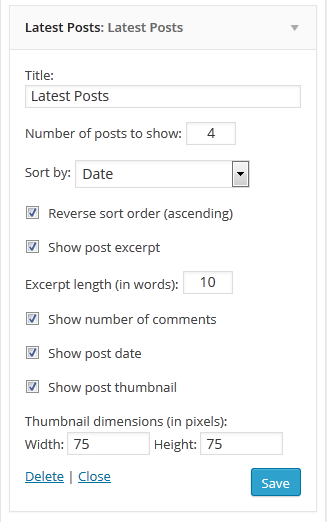 Latest Posts: Latest Posts
Title:
Latest Posts
Number of posts to show: 4
Sort by: Date
Reverse sort order (ascending)
Show post excerpt
Excerpt length (in words): 10
Show number of comments
Show post date
Show post thumbnail
Thumbnail dimensions (in pixels):
Width: 75 Height: 75
Delete | Close Save